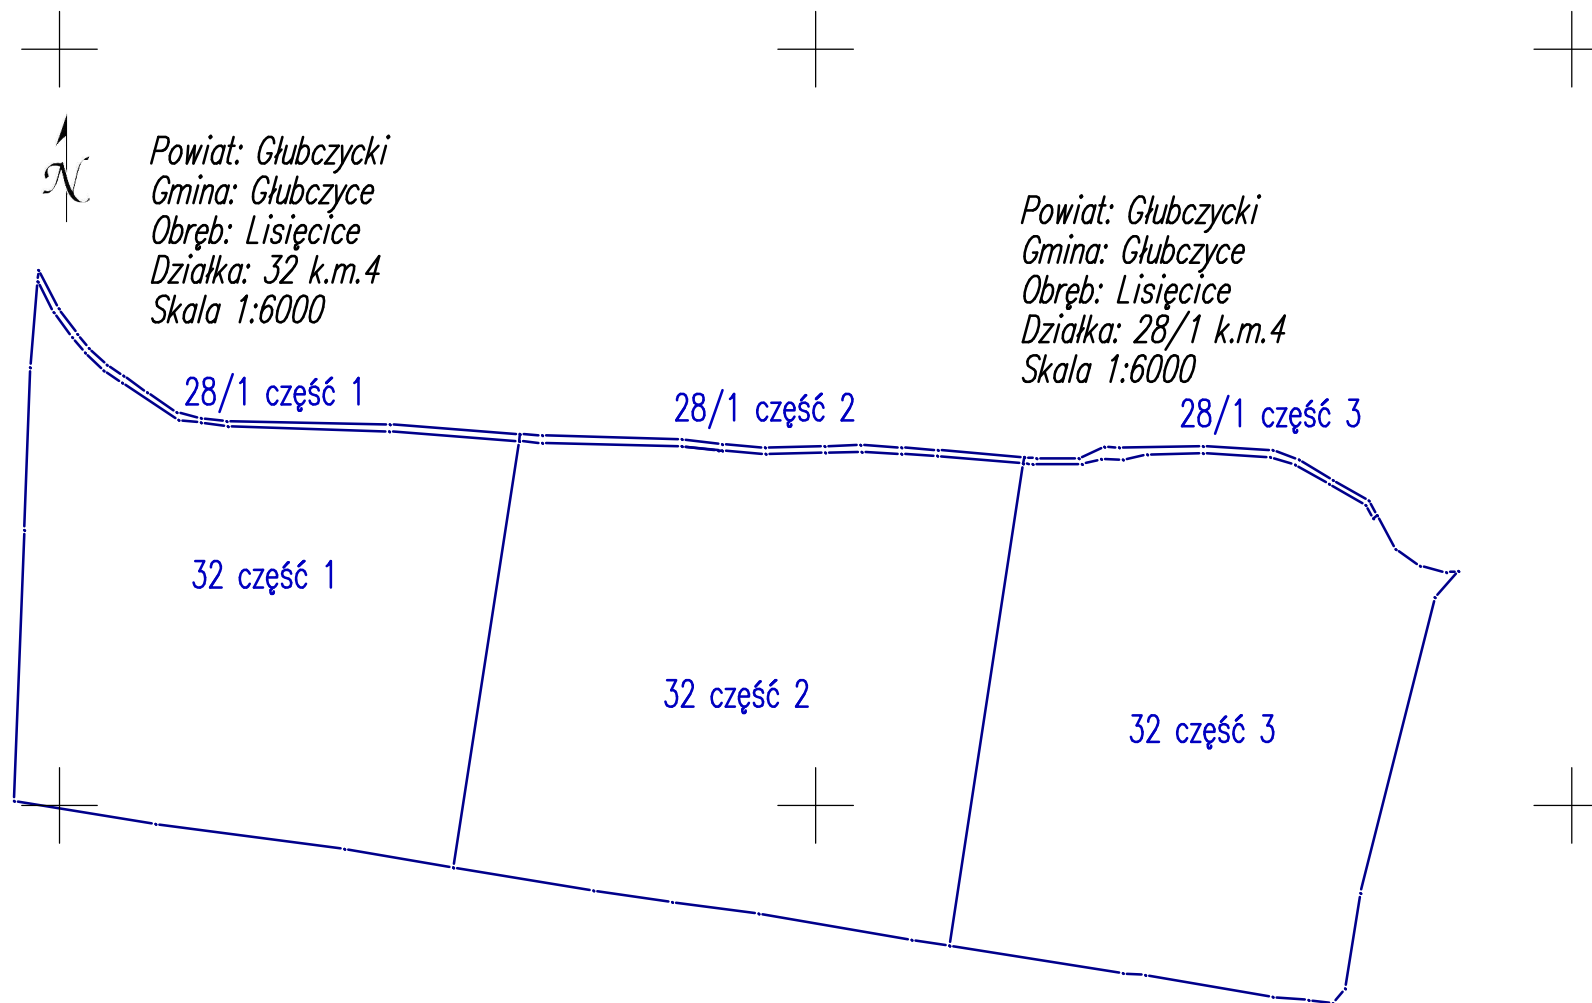 N
Powiat: Głubczycki
Gmina: Głubczyce
Obręb: Lisięcice
Działka: 32 k.m.4
Skala 1:6000
Powiat: Głubczycki
Gmina: Głubczyce
Obręb: Lisięcice
Działka: 28/1 k.m.4
Skala 1:6000
28/1 część 1
28/1 część 2
28/1 część 3
32 część 1
32 część 2
32 część 3